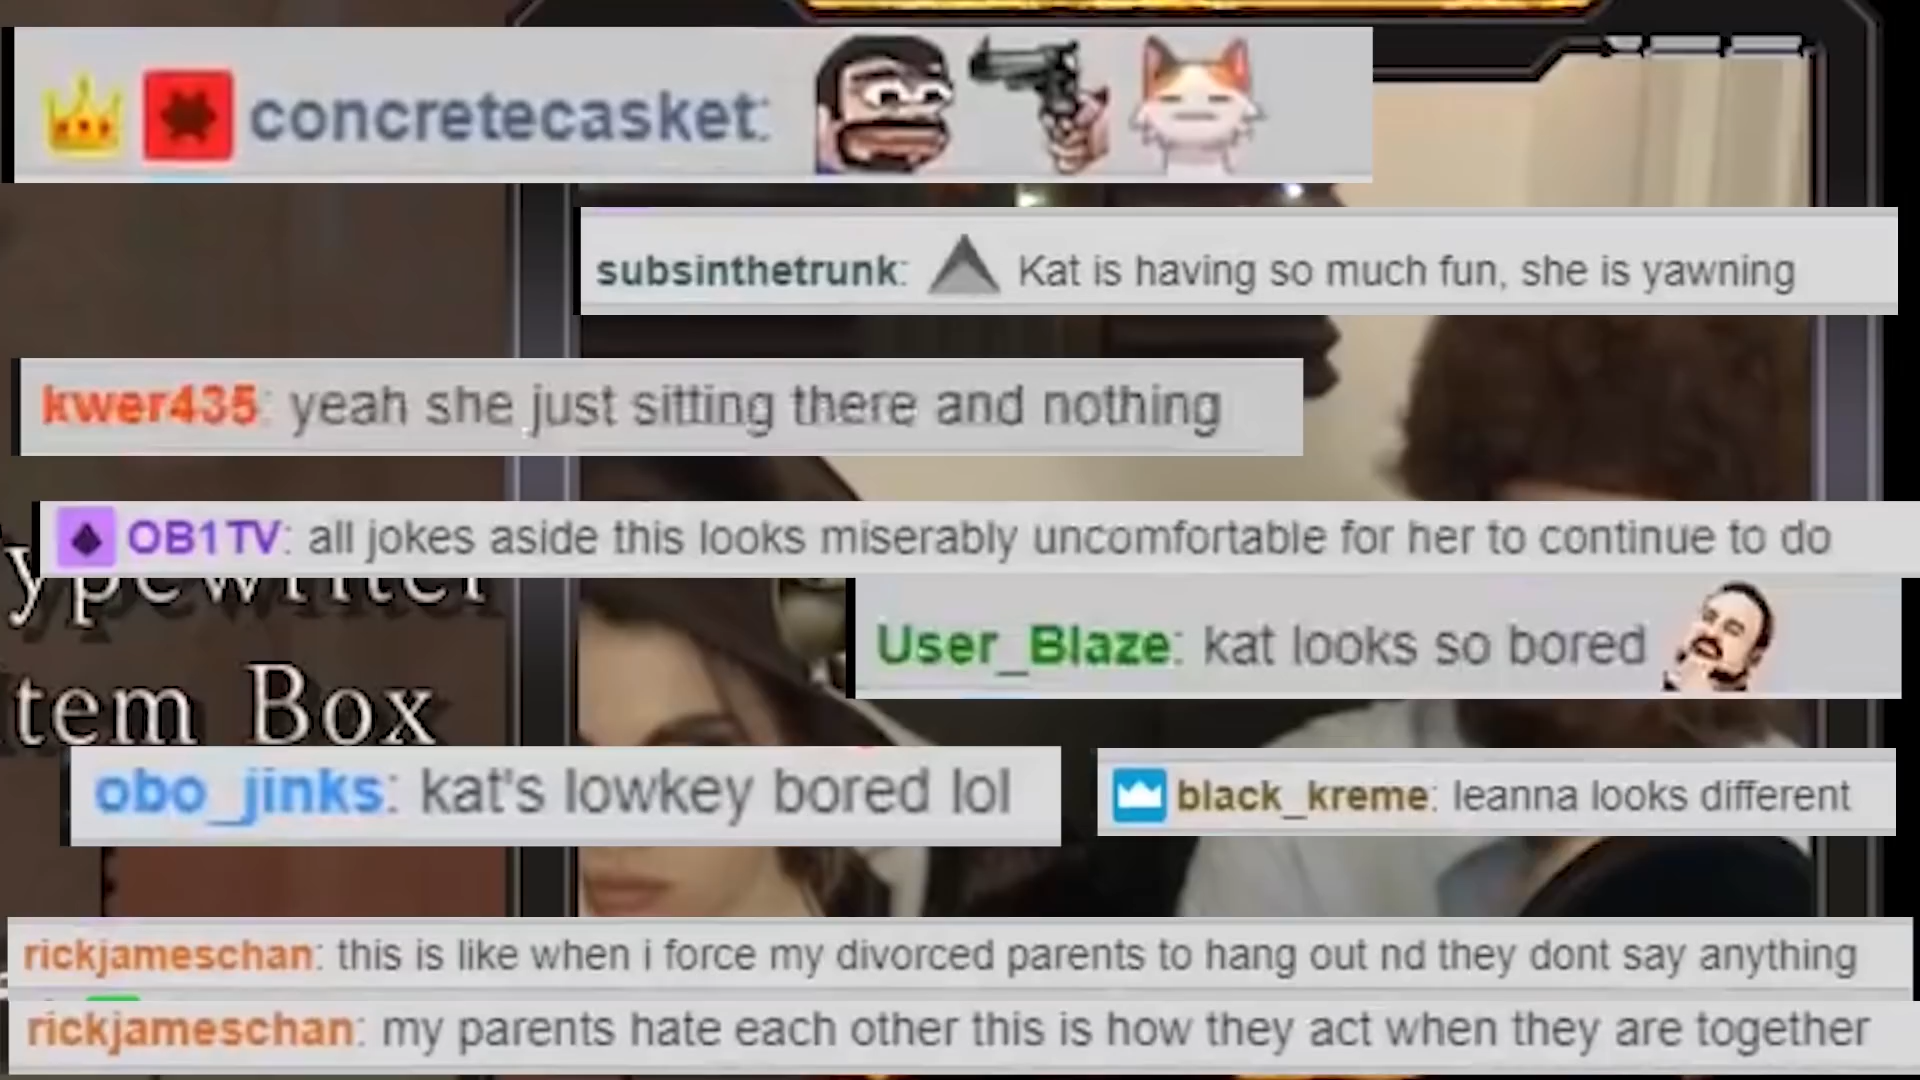 concretecasket:
subsinthetrunk: Kat is having so much fun, she is yawning
kwer435: yeah she just sitting there and nothing
OB1TV: all jokes aside this looks miserably uncomfortable for her to continue to do
User_Blaze: kat looks so bored
tem Box
obo_jinks: kat's lowkey bored lol
black_kreme: leanna looks different
rickjameschan: this is like when i force my divorced parents to hang out nd they dont say anything
rickjameschan: my parents hate each other this is how they act when they are together